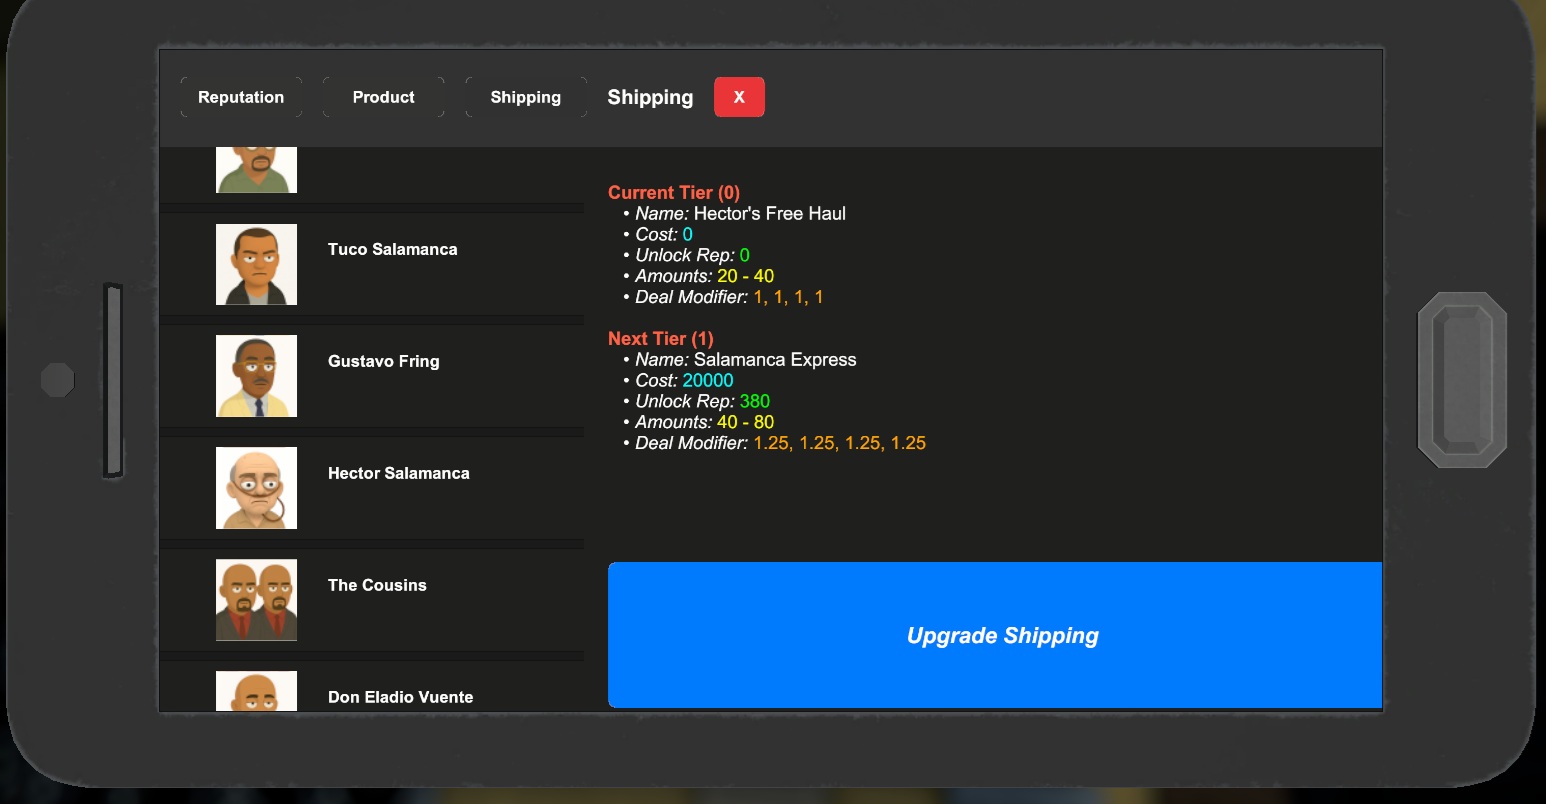 Reputation
Product
Shipping
Shipping
X
Tuco Salamanca
Gustavo Fring
Hector Salamanca
The Cousins
Don Eladio Vuente
Current Tier (0)
• Name: Hector's Free Haul
• Cost: 0
• Unlock Rep: 0
• Amounts: 20 - 40
• Deal Modifier: 1, 1, 1, 1
Next Tier (1)
• Name: Salamanca Express
• Cost: 20000
• Unlock Rep: 380
• Amounts: 40 - 80
• Deal Modifier: 1.25, 1.25, 1.25, 1.25
Upgrade Shipping